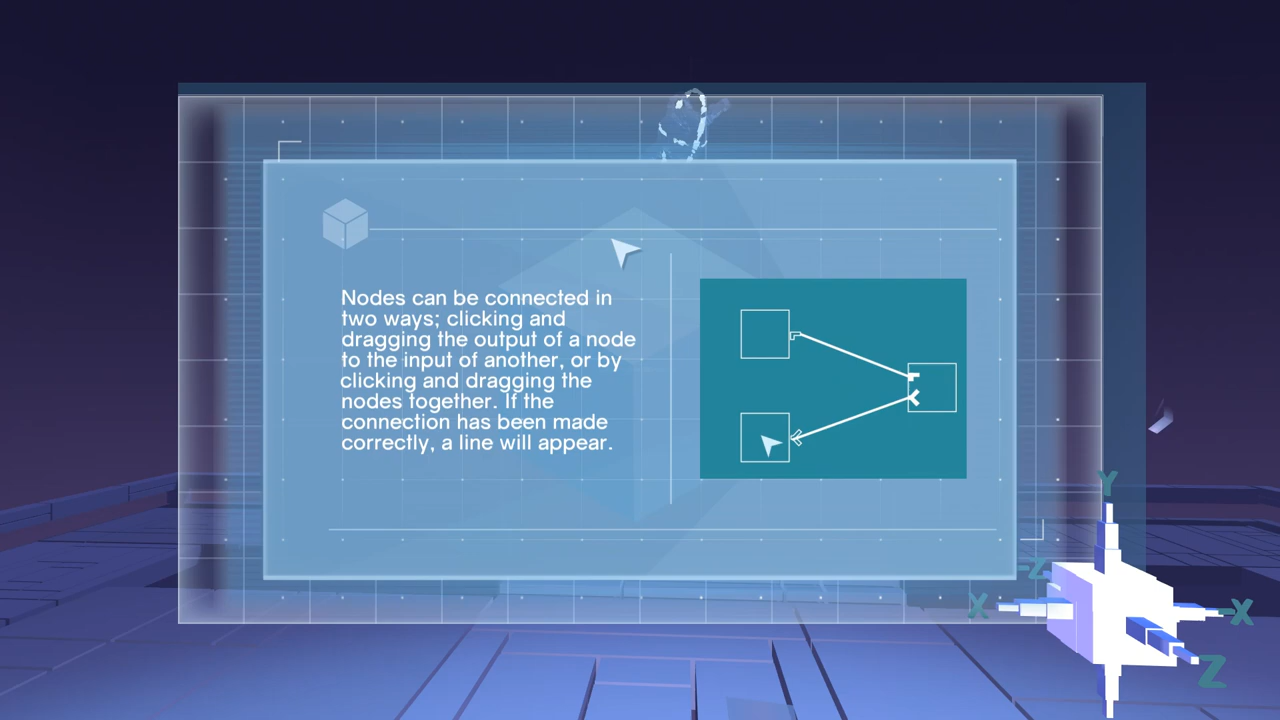 Nodes can be connected in
two ways; clicking and
dragging the output of a node
to the input of another, or by
clicking and dragging the
nodes together. If the
connection has been made
correctly, a line will appear.
Y
-Z
X
-X
Z